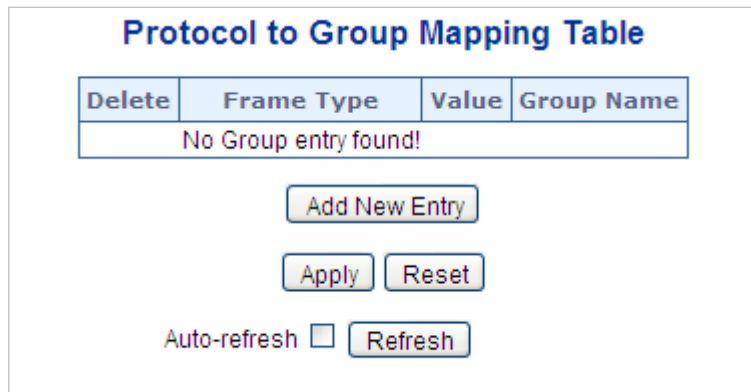 Protocol to Group Mapping Table
Delete Frame Type Value Group Name
No Group entry found!
Add New Entry
Apply Reset
Auto-refresh Refresh